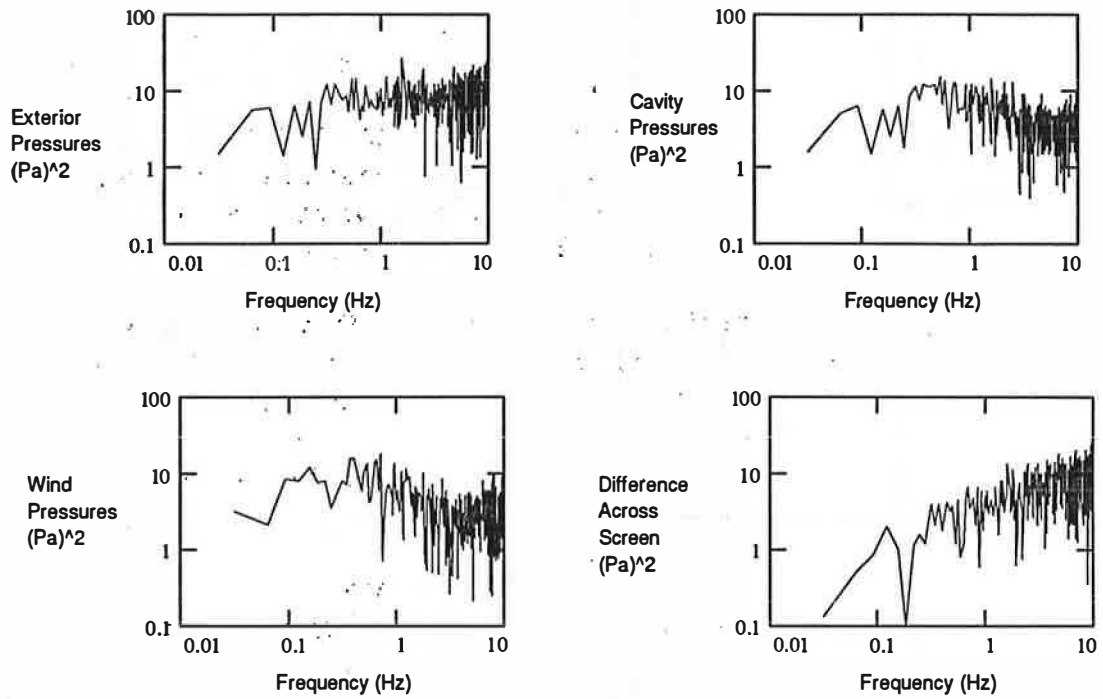 100
10
1
0.1
Exterior
Pressures
(Pa)^2
0.01
0.1
1
10
Frequency (Hz)
100
10
1
0.1
Cavity
Pressures
(Pa)^2
0.01
0.1
1
10
Frequency (Hz)
100
10
1
0.1
Wind
Pressures
(Pa)^2
0.01
0.1
1
10
Frequency (Hz)
100
10
1
0.1
Difference
Across
Screen
(Pa)^2
0.01
0.1
1
10
Frequency (Hz)